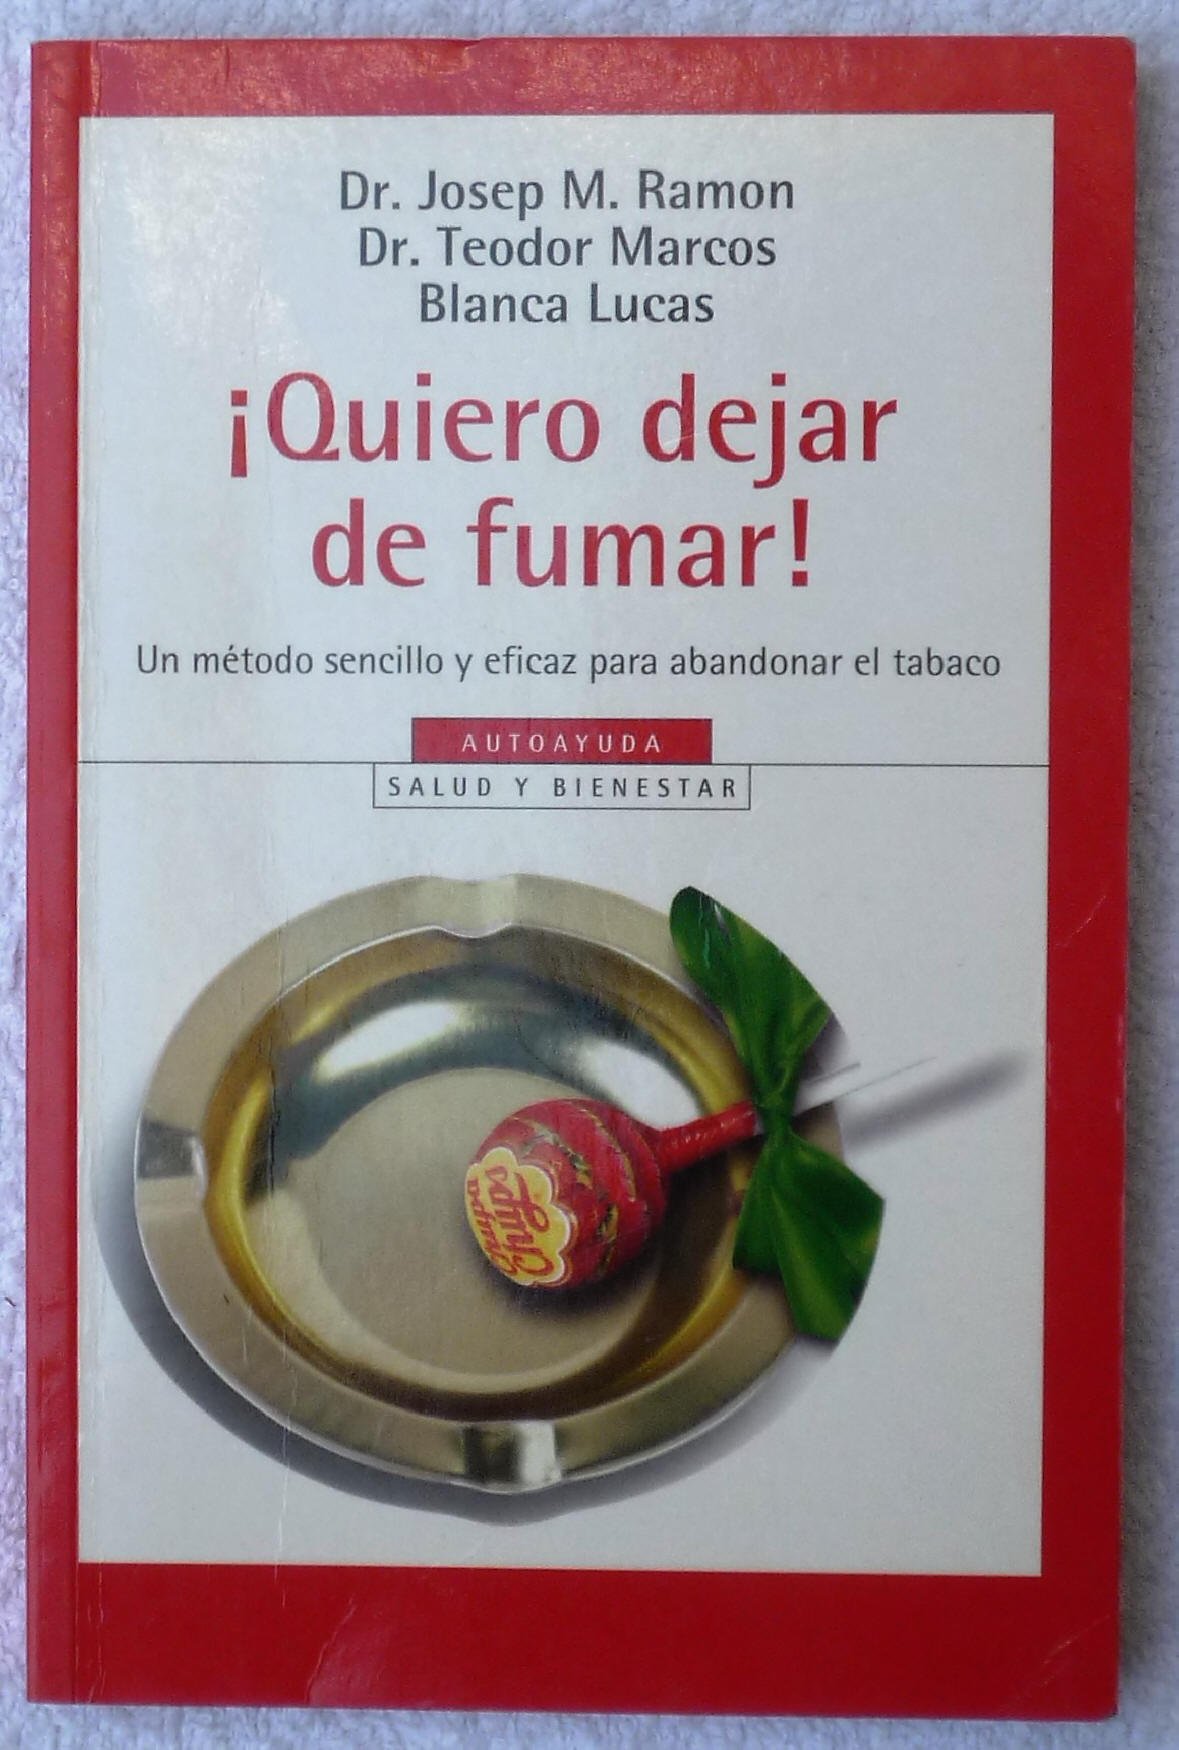 Dr. Josep M. Ramon
Dr. Teodor Marcos
Blanca Lucas
¡Quiero dejar
de fumar!
Un método sencillo y eficaz para abandonar el tabaco
AUTOAYUDA
SALUD Y BIENESTAR
Chupa
Chups